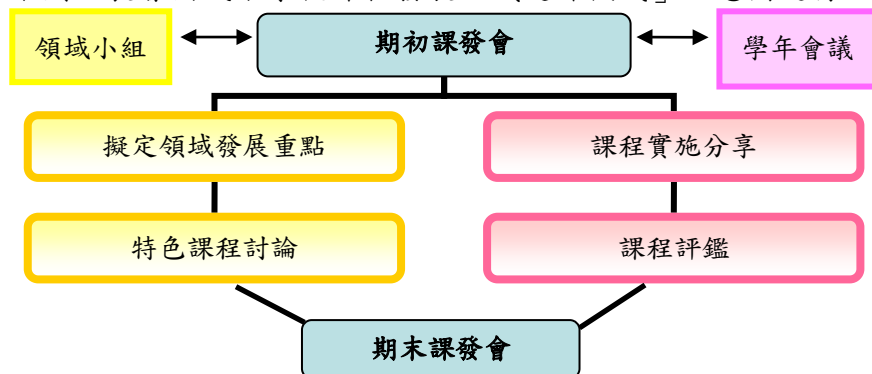 領域小組
期初課發會
學年會議
擬定領域發展重點
課程實施分享
特色課程討論
課程評鑑
期末課發會